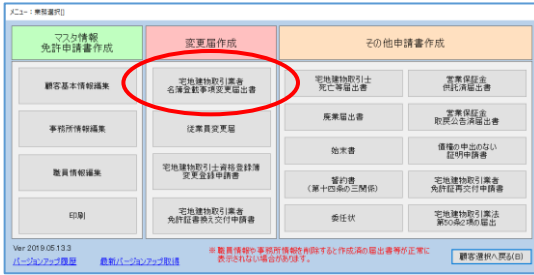 メニュー：業務選択[]
マスタ情報
免許申請書作成
変更届作成
その他申請書作成
顧客基本情報編集
宅地建物取引業者
名簿登載事項変更届出書
宅地建物取引士
死亡等届出書
営業保証金
供託済届出書
事務所情報編集
従業員変更届
廃業届出書
営業保証金
取戻公告済届出書
職員情報編集
宅地建物取引士資格登録簿
変更登録申請書
始末書
債権の申出のない
証明申請書
印刷
宅地建物取引業者
免許証書換え交付申請書
誓約書
（第十四条の三関係）
宅地建物取引業者
免許証再交付申請書
委任状
宅地建物取引業法
第50条2項の届出
Ver 2019.05.13.3
バージョンアップ履歴
最新バージョンアップ取得
※職員情報や事務所情報を削除すると作成済の届出書等が正常に
表示されない場合があります。
顧客選択へ戻る(B)